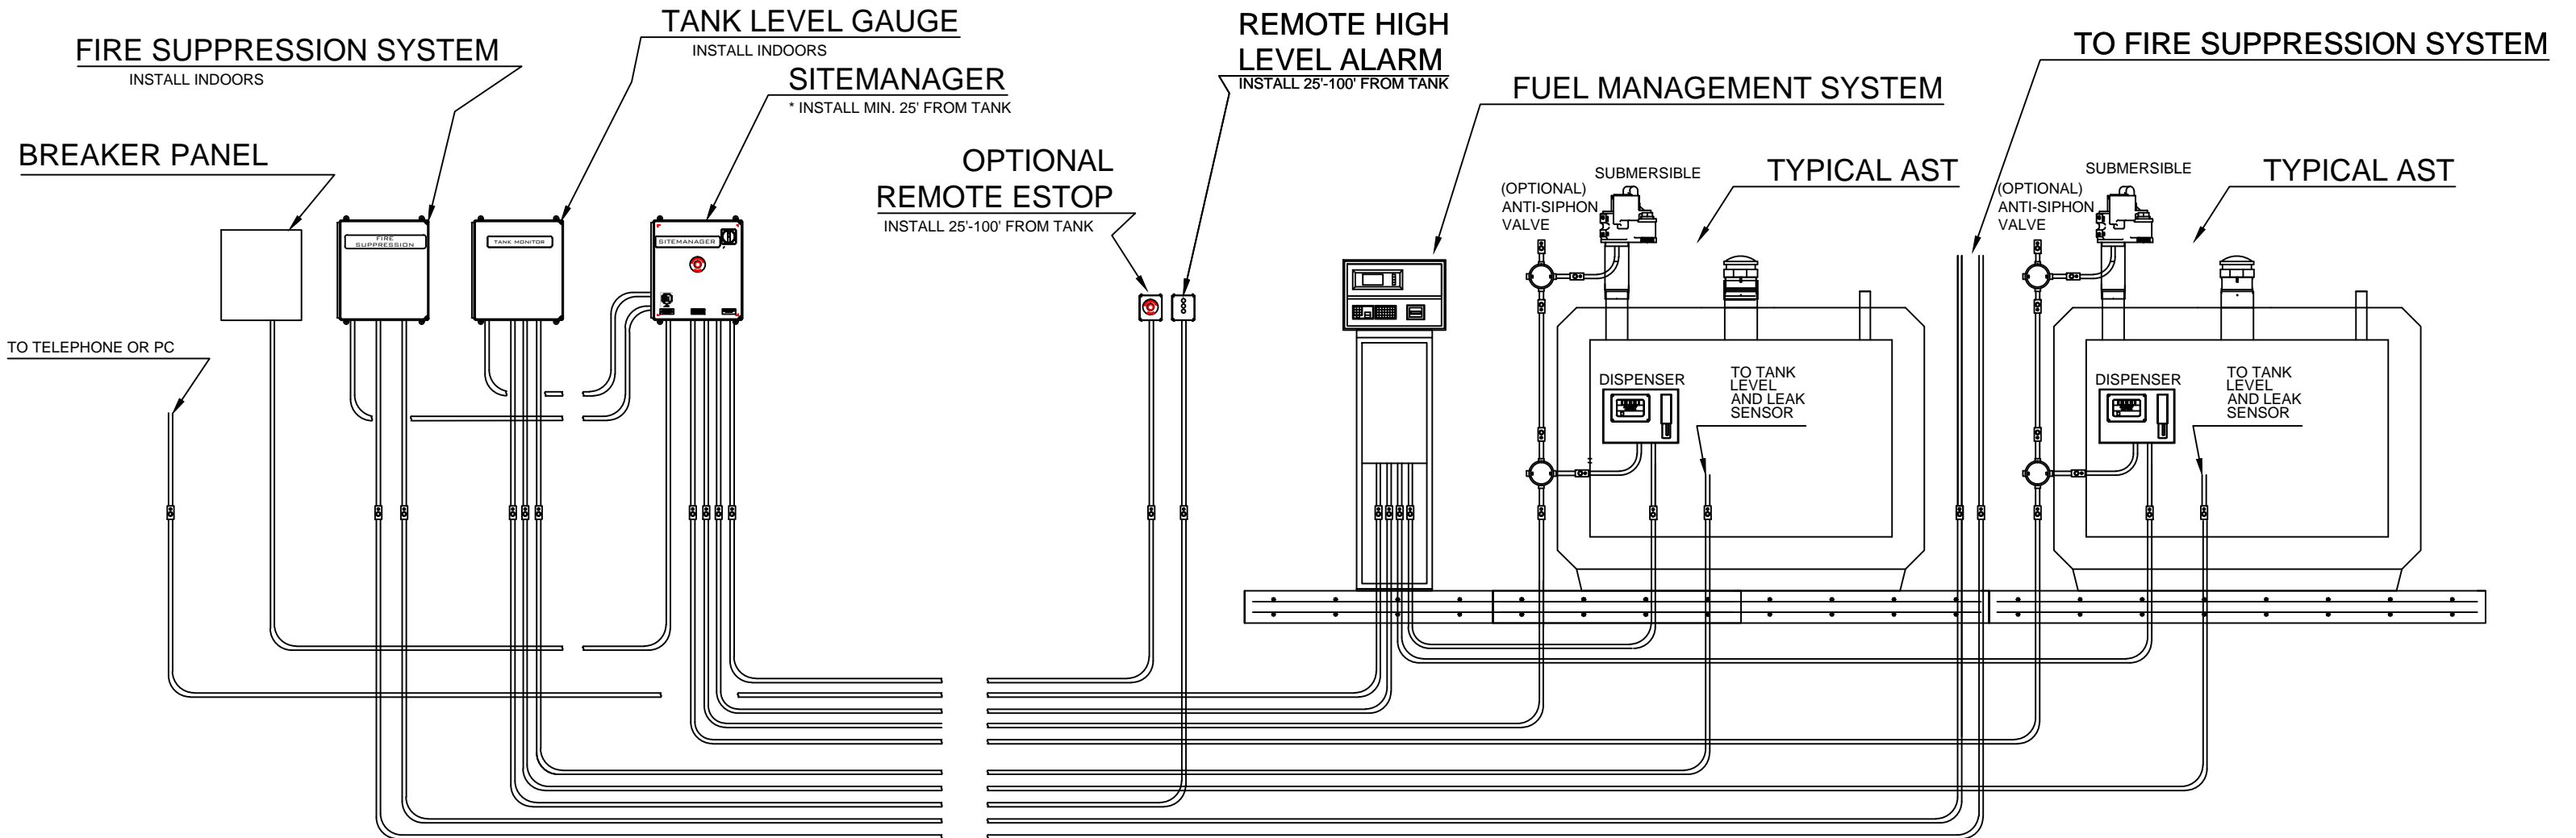 FIRE SUPPRESSION SYSTEM
INSTALL INDOORS
TANK LEVEL GAUGE
INSTALL INDOORS
SITEMANAGER
* INSTALL MIN. 25' FROM TANK
REMOTE HIGH
LEVEL ALARM
INSTALL 25'-100' FROM TANK
FUEL MANAGEMENT SYSTEM
TO FIRE SUPPRESSION SYSTEM
BREAKER PANEL
OPTIONAL
REMOTE ESTOP
INSTALL 25'-100' FROM TANK
(OPTIONAL)
ANTI-SIPHON
VALVE
SUBMERSIBLE
TYPICAL AST
(OPTIONAL)
ANTI-SIPHON
VALVE
SUBMERSIBLE
TYPICAL AST
FIRE
SUPPRESSION
TANK MONITOR
SITEMANAGER
TO TELEPHONE OR PC
DISPENSER
TO TANK
LEVEL
AND LEAK
SENSOR
DISPENSER
TO TANK
LEVEL
AND LEAK
SENSOR